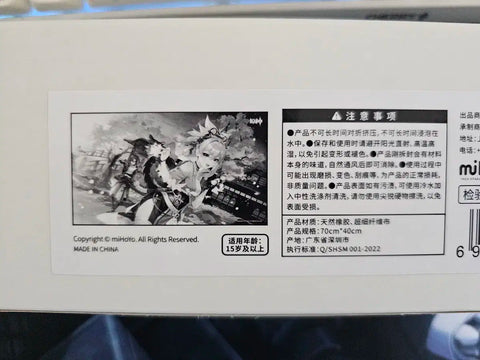 Copyright © miHoYo. All Rights Reserved.
MADE IN CHINA
适用年龄:
15岁及以上
注意事项
●产品不可长时间对折挤压,不可长时间浸泡在
水中。●保存和使用时请避开阳光直射、高温高
湿,以免引起变形或褪色。●产品刚拆封会有材料
本身的味道,自然通风后即可消除。●使用过程中
可能出现磨损、变色、刮痕等,为产品的正常损耗,
非质量问题。●产品表面如有污渍,可使用冷水加
入中性洗涤剂清洗,请勿使用尖锐硬物摸洗,以免
表面受损。
产品材质:天然橡胶、超细纤维布
产品规格:70cm*40cm
产地:广东省深圳市
执行标准:Q/SHSM 001-2022
出品商
承制商
地址:
电话:+
mi
检验
6 9